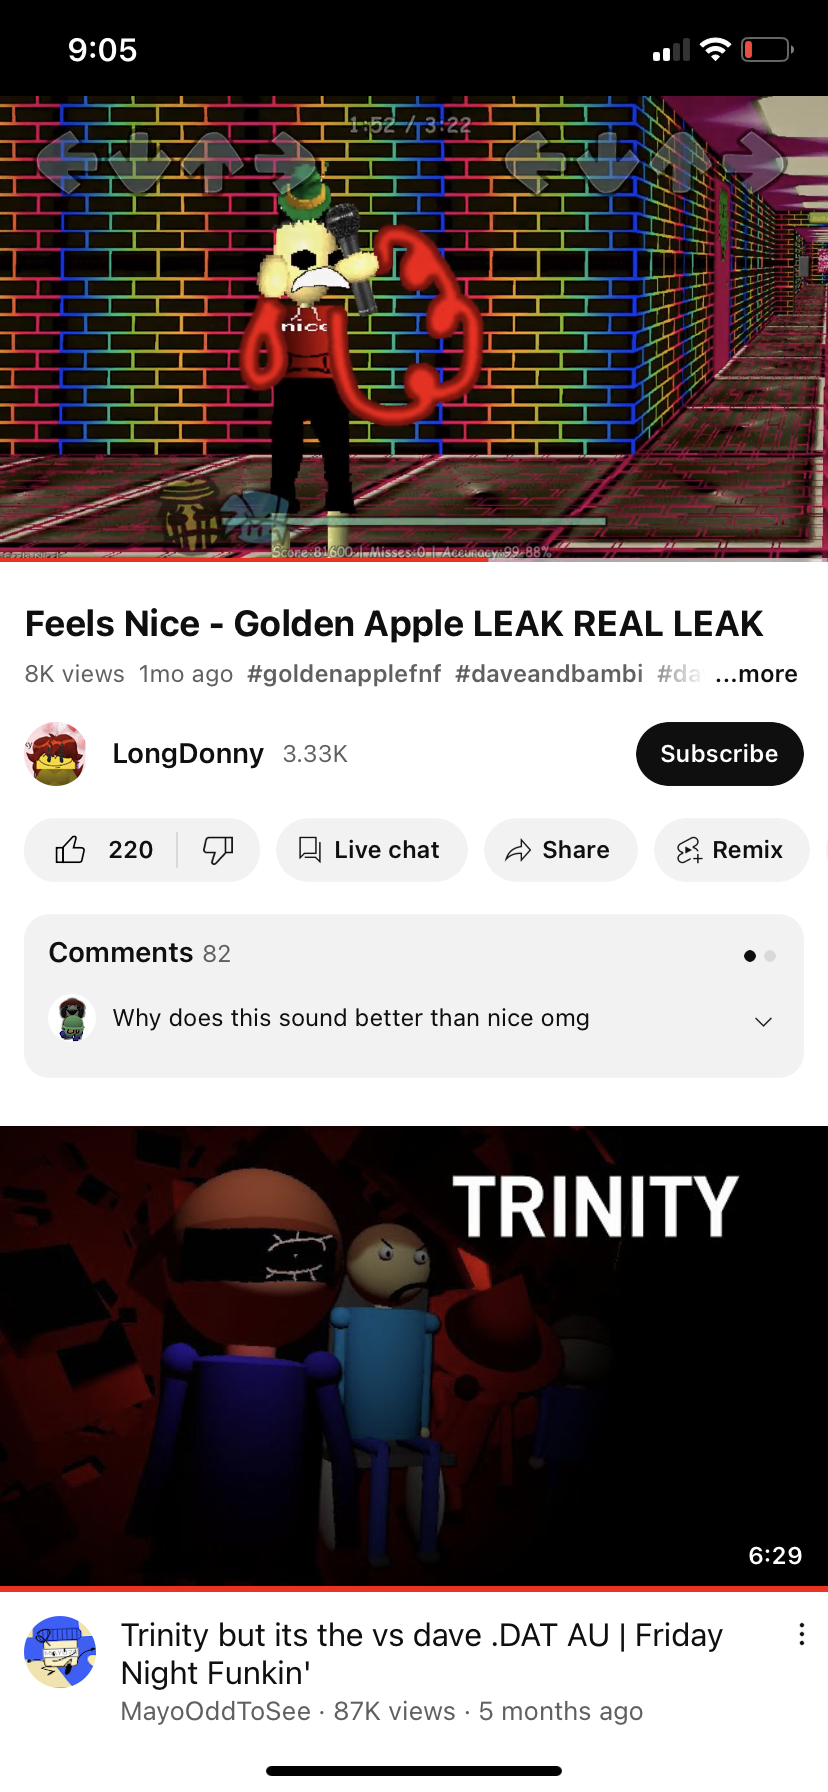 9:05
1:52 / 3:22
nice
Score:81600 | Misses:0 | Accuracy:99.88%
Feels Nice - Golden Apple LEAK REAL LEAK
8K views 1mo ago #goldenapplefnf #daveandbambi #da ...more
LongDonny 3.33K
Subscribe
220
Live chat
Share
Remix
Comments 82
Why does this sound better than nice omg
TRINITY
6:29
Trinity but its the vs dave .DAT AU | Friday
Night Funkin'
MayoOddToSee · 87K views · 5 months ago